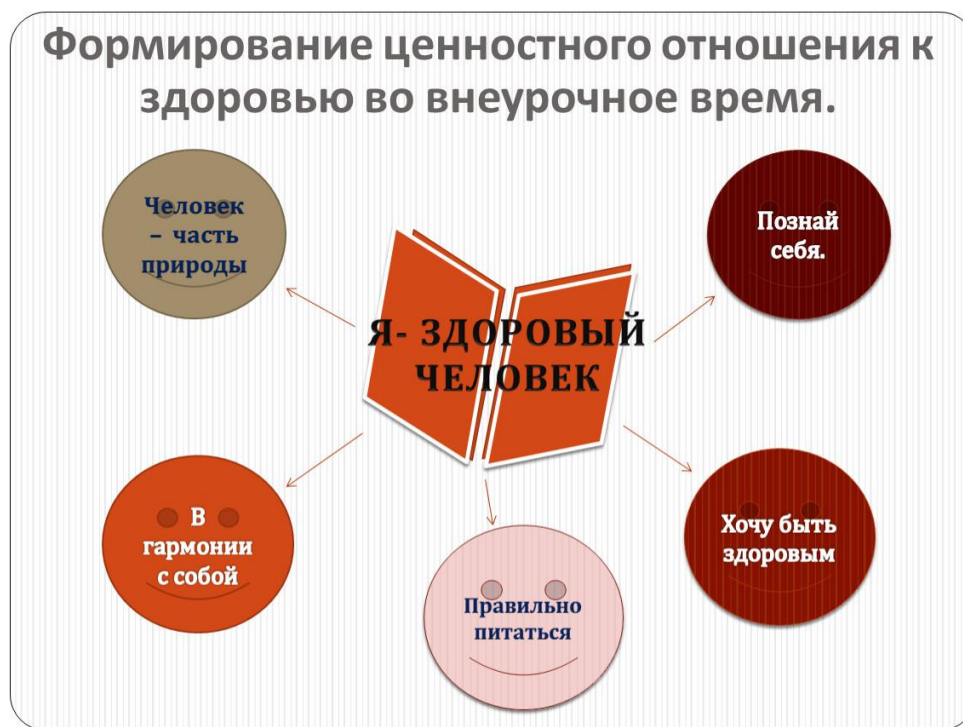 Формирование ценностного отношения к
здоровью во внеурочное время.
Человек
– часть
природы
Познай
себя.
Я- ЗДОРОВЫЙ
ЧЕЛОВЕК
В
гармонии
с собой
Правильно
питаться
Хочу быть
здоровым